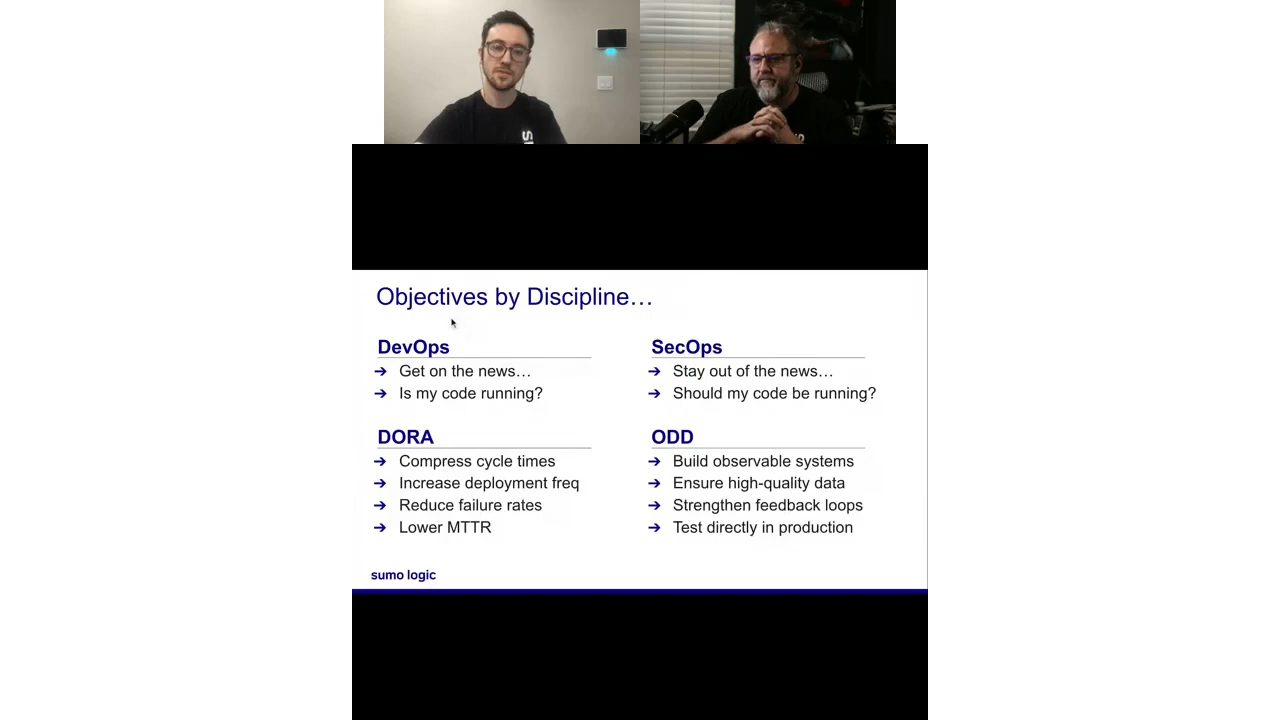 Objectives by Discipline…
DevOps
➔ Get on the news…
➔ Is my code running?
SecOps
➔ Stay out of the news…
➔ Should my code be running?
DORA
➔ Compress cycle times
➔ Increase deployment freq
➔ Reduce failure rates
➔ Lower MTTR
ODD
➔ Build observable systems
➔ Ensure high-quality data
➔ Strengthen feedback loops
➔ Test directly in production
sumo logic